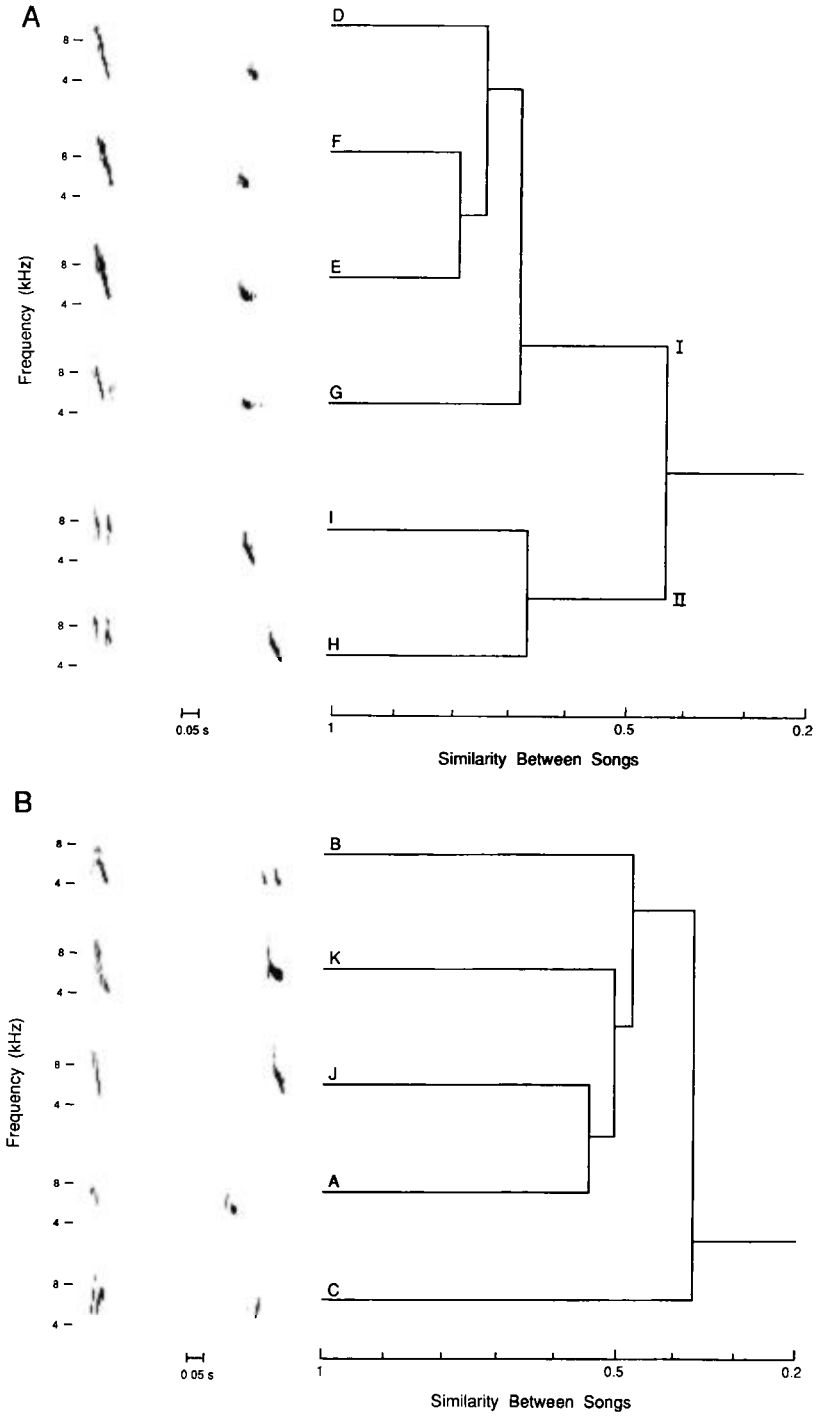 A
D
8
4
F
8
4
E
8
4
Frequency (kHz)
I
G
8
4
I
8
4
II
H
8
4
0.05 s
1 0.5 0.2
Similarity Between Songs
B
B
8
4
K
8
4
J
8
4
Frequency (kHz)
A
8
4
C
8
4
0 05 s
1 0.5 0.2
Similarity Between Songs